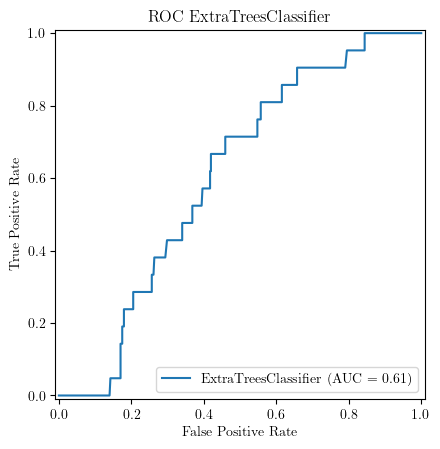 ROC ExtraTreesClassifier
1.0
0.8
0.6
0.4
0.2
0.0
True Positive Rate
ExtraTreesClassifier (AUC = 0.61)
0.0 0.2 0.4 0.6 0.8 1.0
False Positive Rate